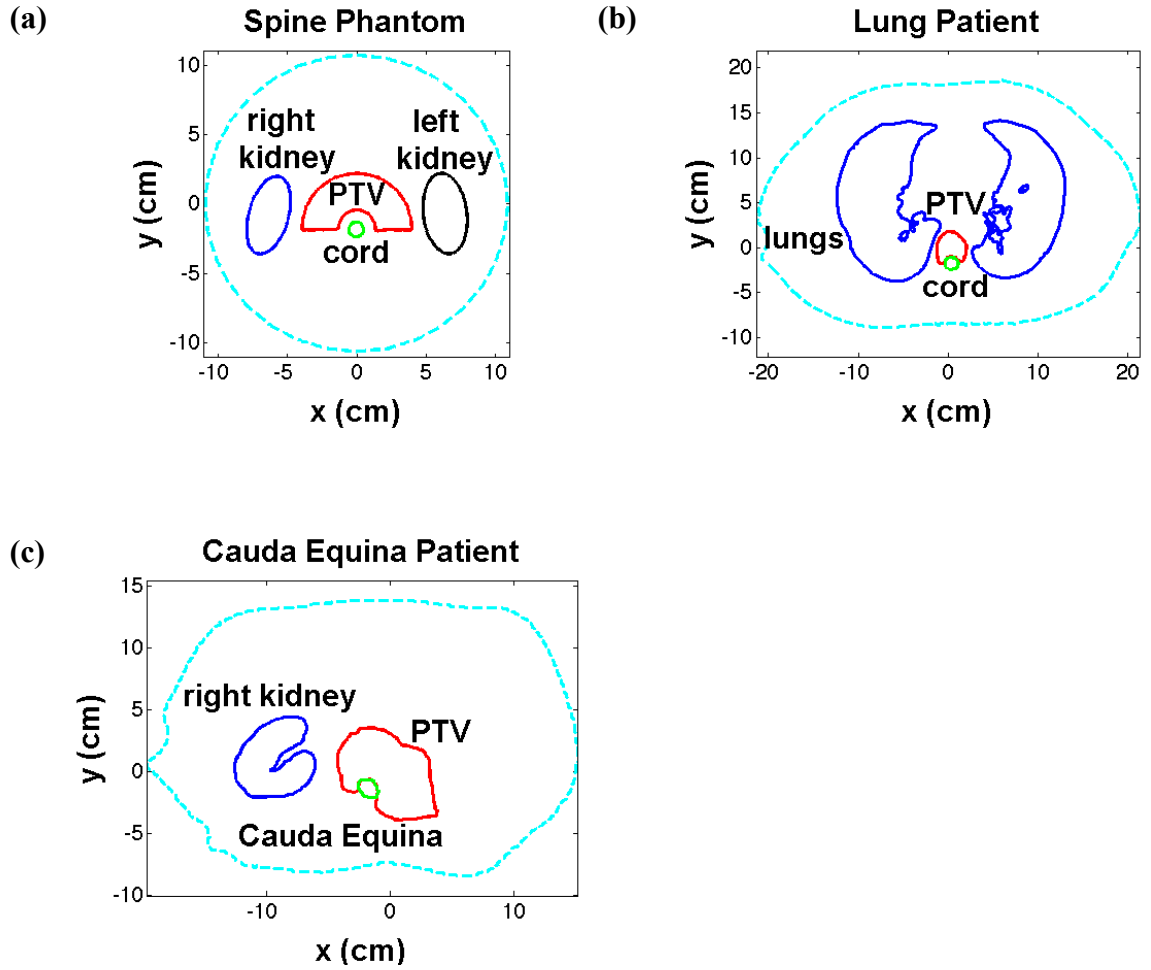 (a)
Spine Phantom
10
5
0
-5
-10
y (cm)
right
kidney
left
kidney
PTV
cord
-10
-5
0
5
10
x (cm)
(b)
Lung Patient
20
15
10
5
0
-5
-10
y (cm)
PTV
lungs
cord
-20
-10
0
10
20
x (cm)
(c)
Cauda Equina Patient
15
10
5
0
-5
-10
y (cm)
right kidney
PTV
Cauda Equina
-10
0
10
x (cm)